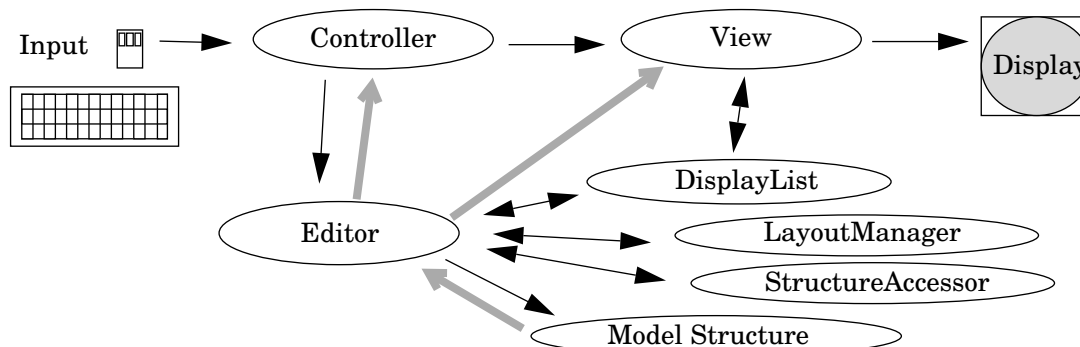 Input
Controller
View
Display
DisplayList
Editor
LayoutManager
StructureAccessor
Model Structure